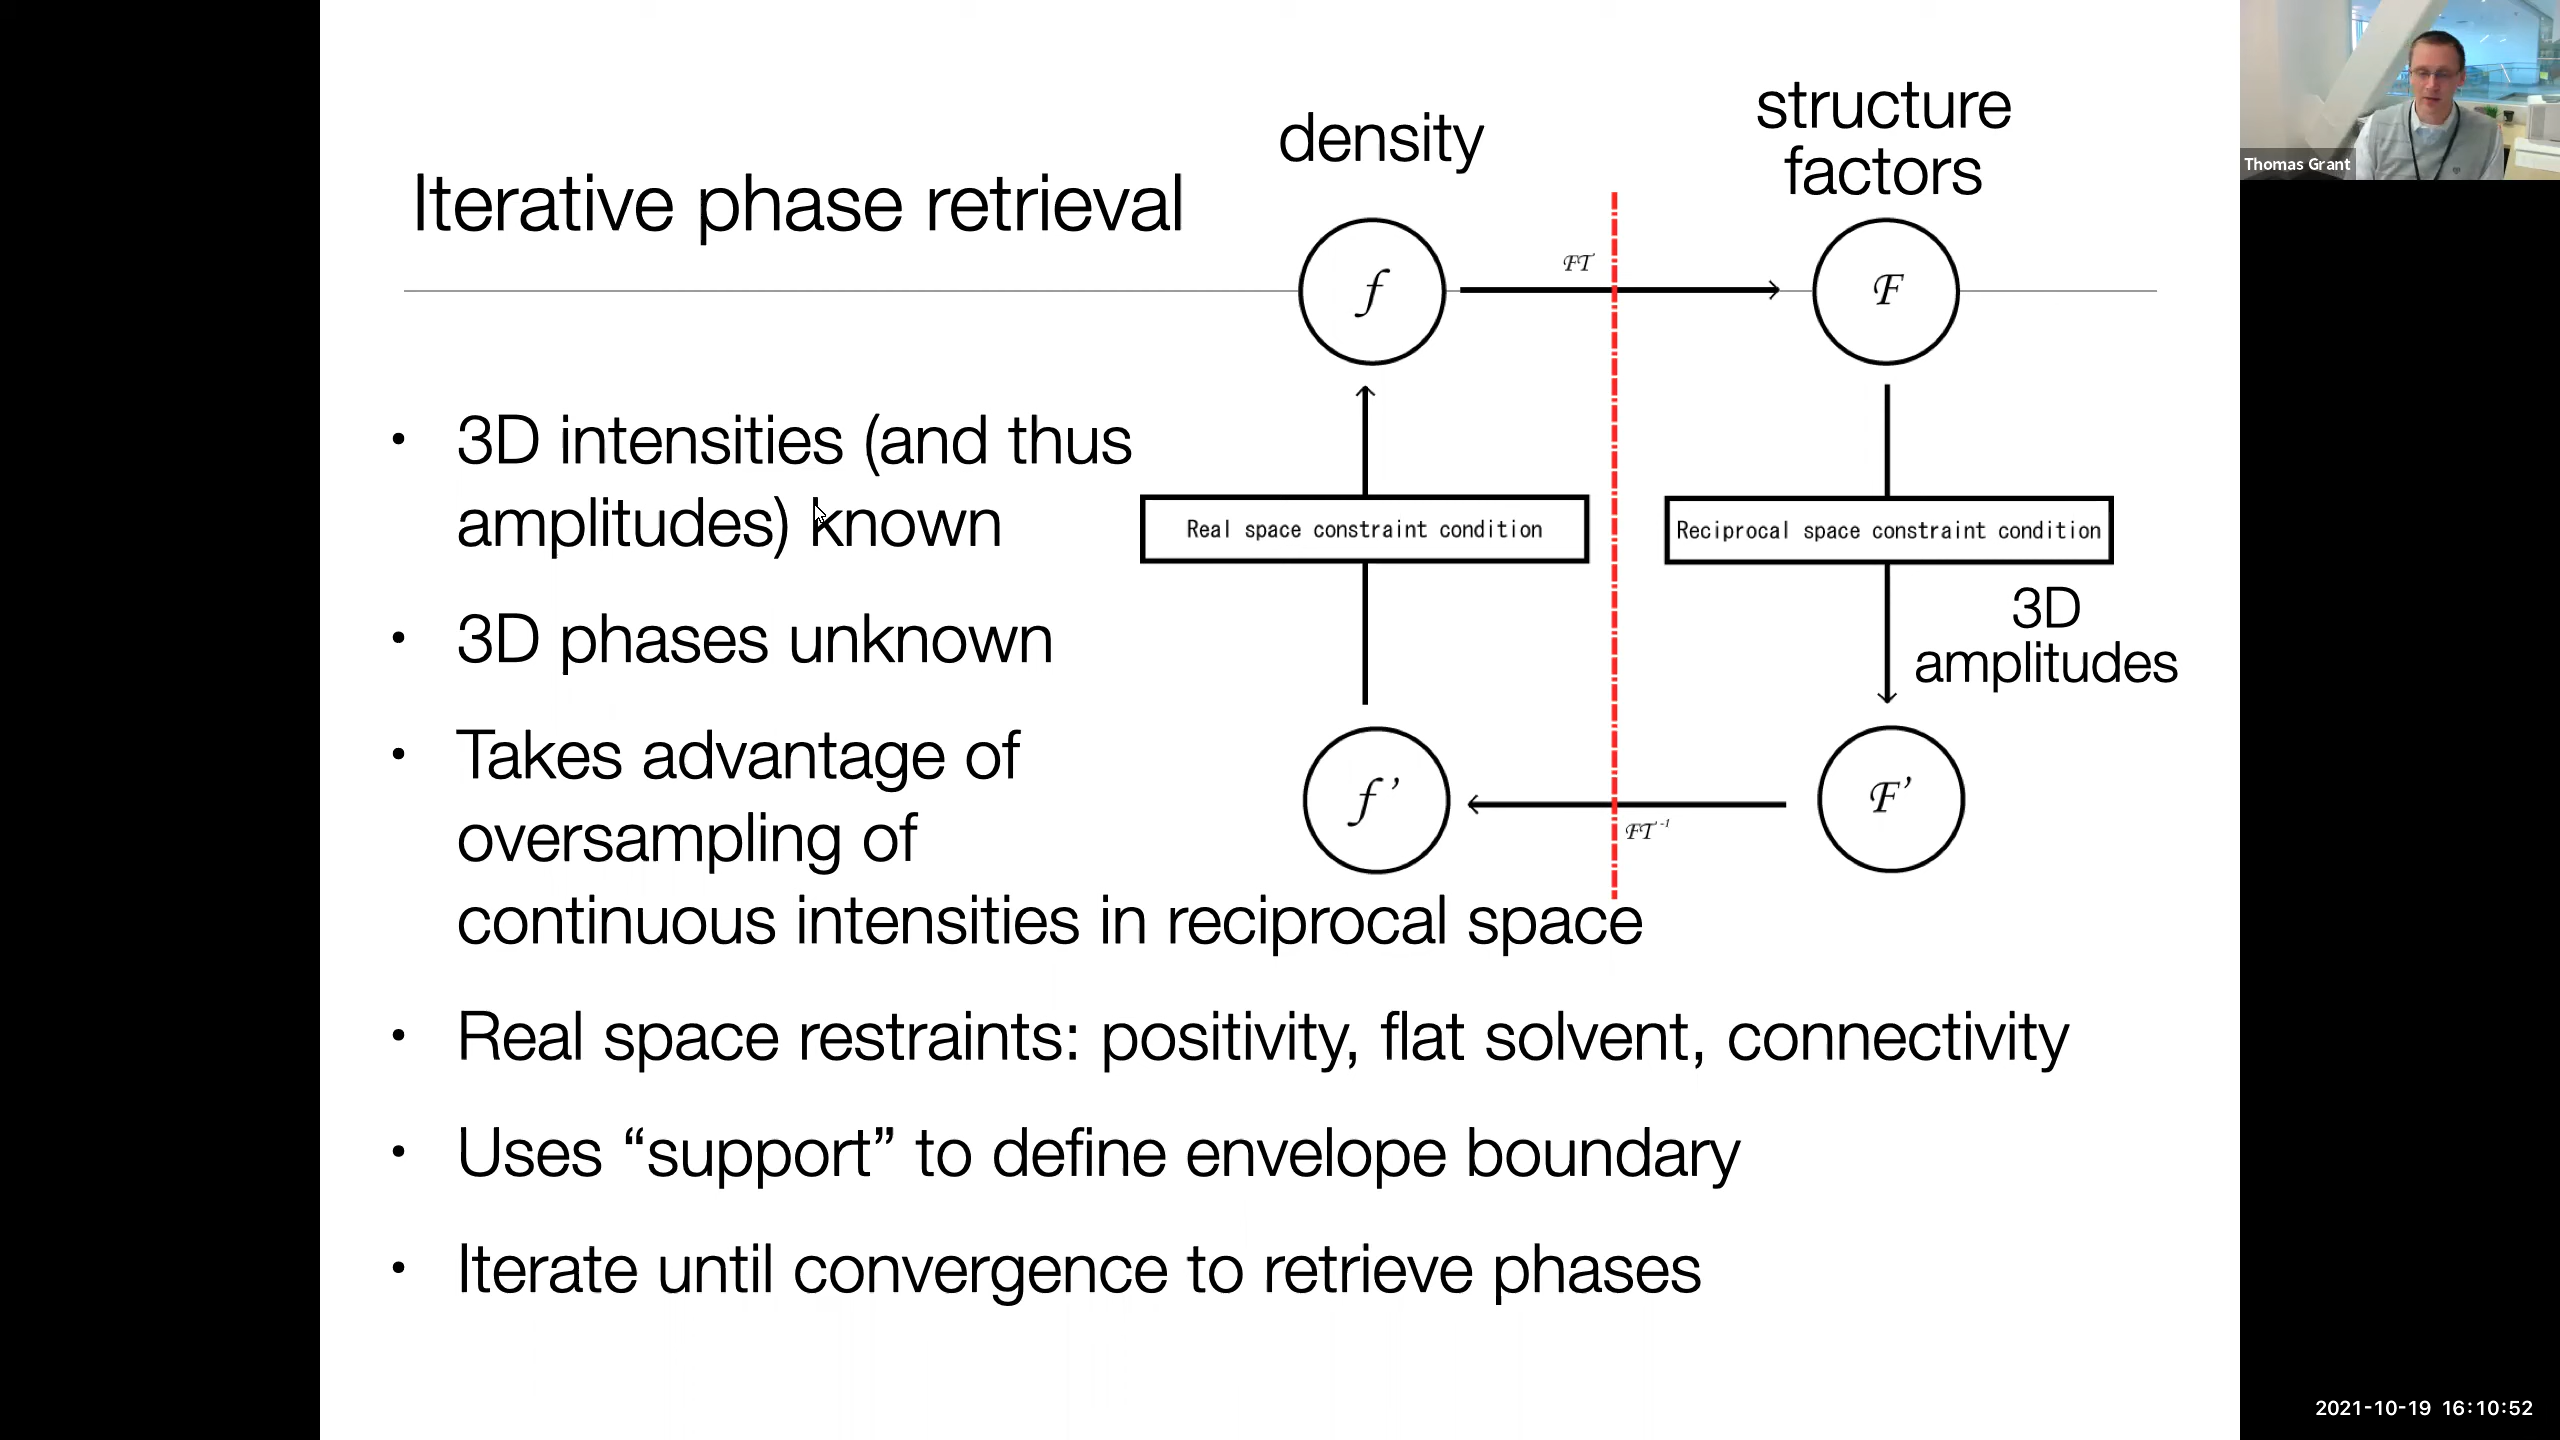 Iterative phase retrieval
density
structure
factors
f
FT
F
Real space constraint condition
Reciprocal space constraint condition
3D
amplitudes
f’
FT⁻¹
F’
• 3D intensities (and thus
amplitudes) known
• 3D phases unknown
• Takes advantage of
oversampling of
continuous intensities in reciprocal space
• Real space restraints: positivity, flat solvent, connectivity
• Uses “support” to define envelope boundary
• Iterate until convergence to retrieve phases
Thomas Grant
2021-10-19 16:10:52